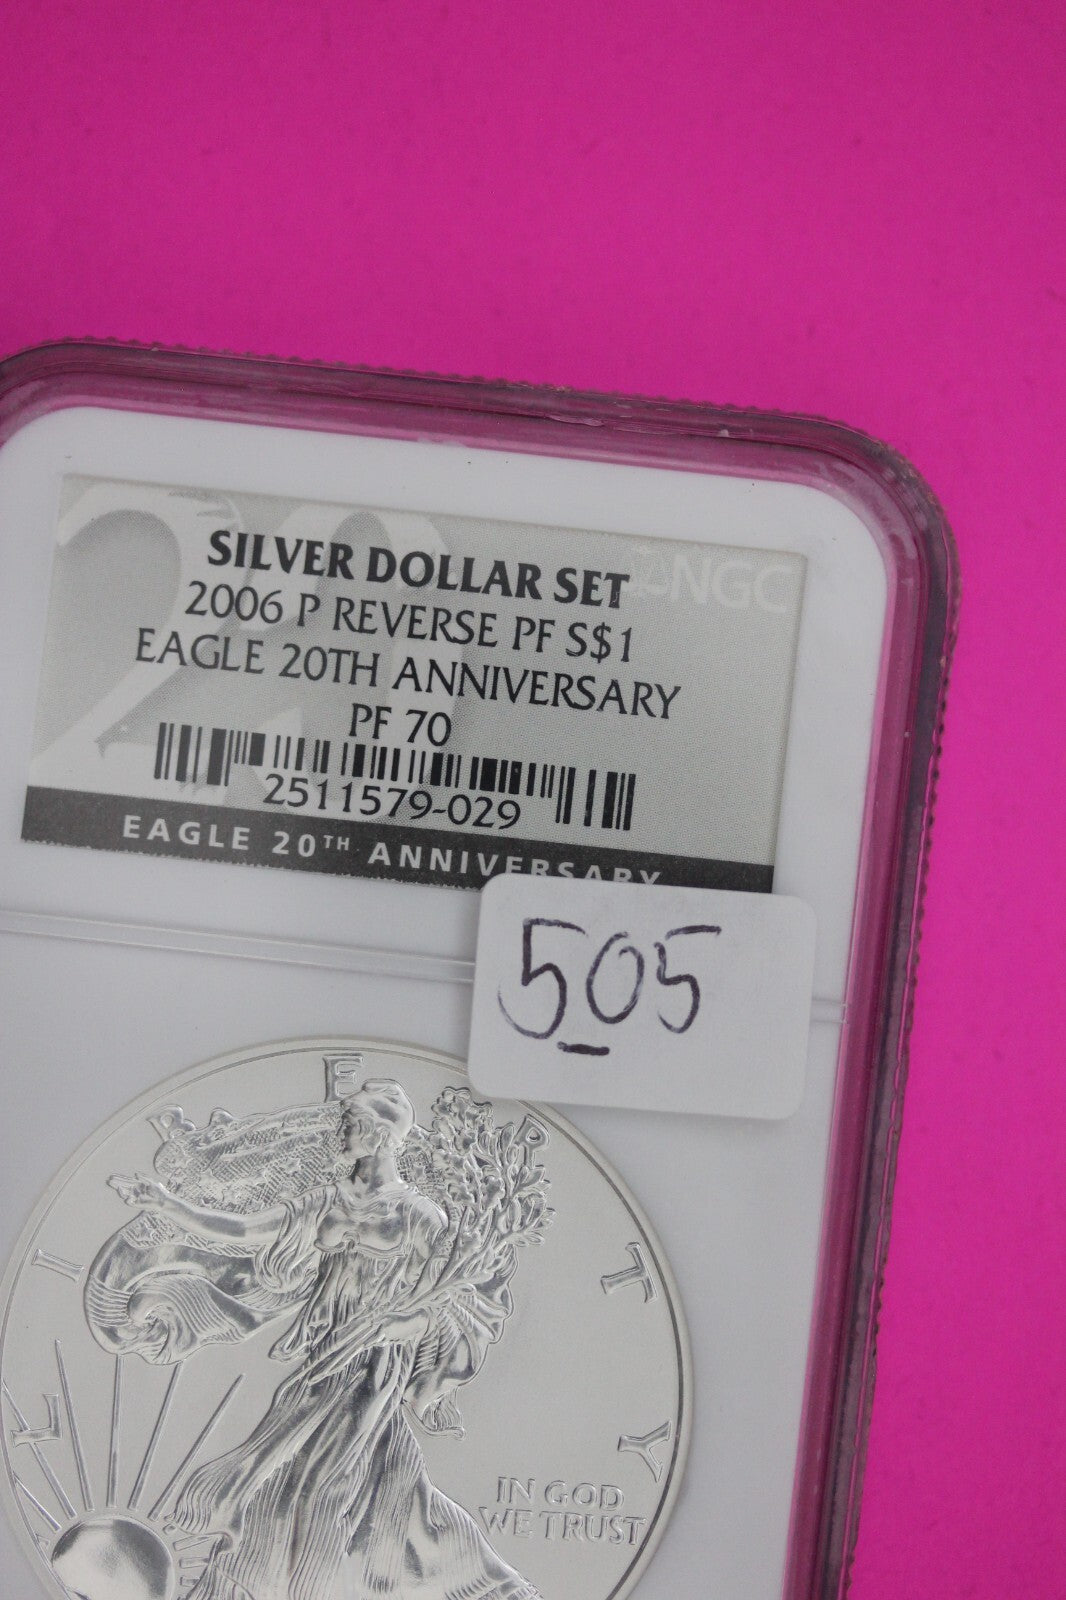 20
NGC
SILVER DOLLAR SET
2006 P REVERSE PF S$1
EAGLE 20TH ANNIVERSARY
PF 70
2511579-029
EAGLE 20TH ANNIVERSARY
505
LIBERTY
IN GOD
WE TRUST